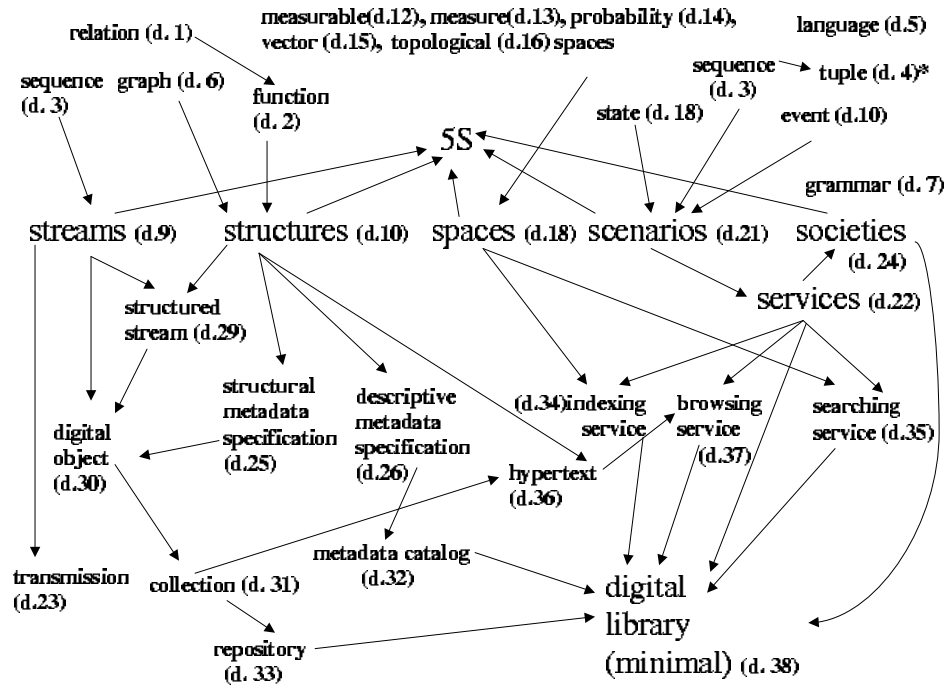 measurable(d.12), measure(d.13), probability (d.14),
vector (d.15), topological (d.16) spaces
relation (d. 1)
language (d.5)
sequence
(d. 3)
graph (d. 6)
function
(d. 2)
sequence
(d. 3)
tuple (d. 4)*
state (d. 18)
event (d.10)
5S
grammar (d. 7)
streams (d.9)
structures (d.10)
spaces (d.18)
scenarios (d.21)
societies
(d. 24)
services (d.22)
structured
stream (d.29)
structural
metadata
specification
(d.25)
descriptive
metadata
specification
(d.26)
(d.34)indexing
service
browsing
service
(d.37)
searching
service (d.35)
digital
object
(d.30)
hypertext
(d.36)
transmission
(d.23)
collection (d. 31)
metadata catalog
(d.32)
repository
(d. 33)
digital
library
(minimal) (d. 38)